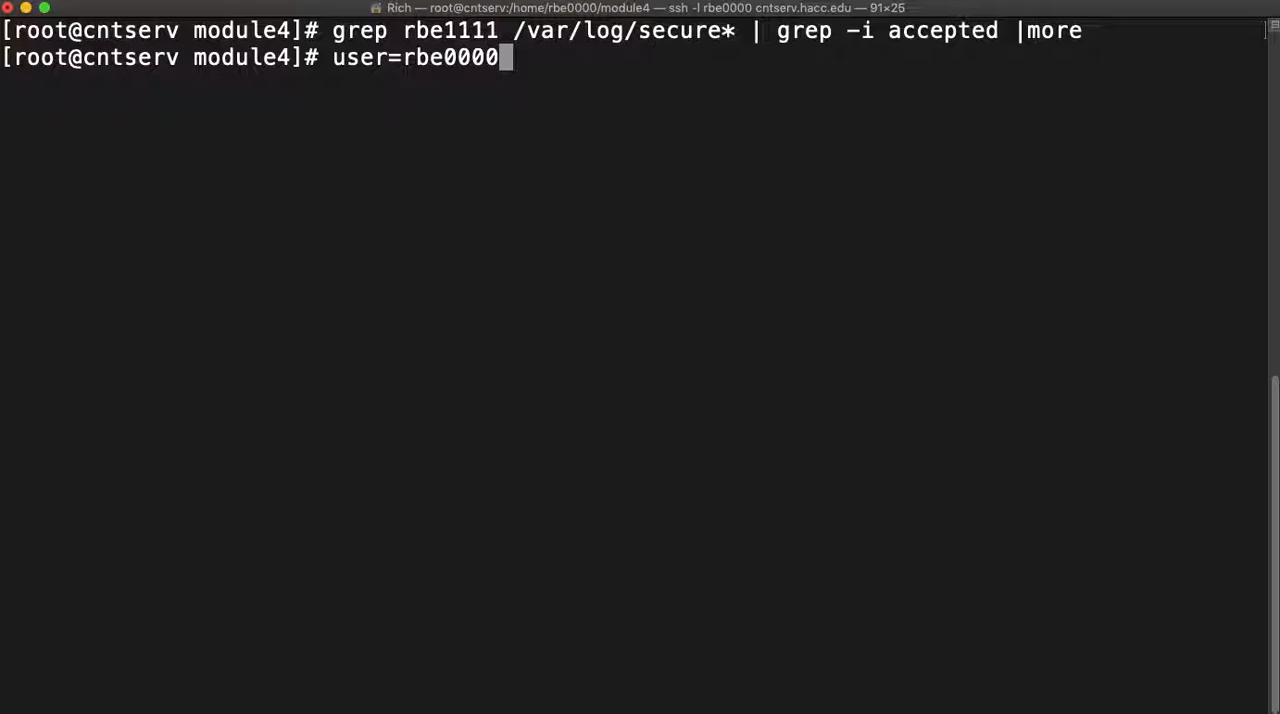 Rich — root@cntserv:/home/rbe0000/module4 — ssh -l rbe0000 cntserv.hacc.edu — 91×25
[root@cntserv module4]# grep rbe1111 /var/log/secure* | grep -i accepted |more
[root@cntserv module4]# user=rbe0000